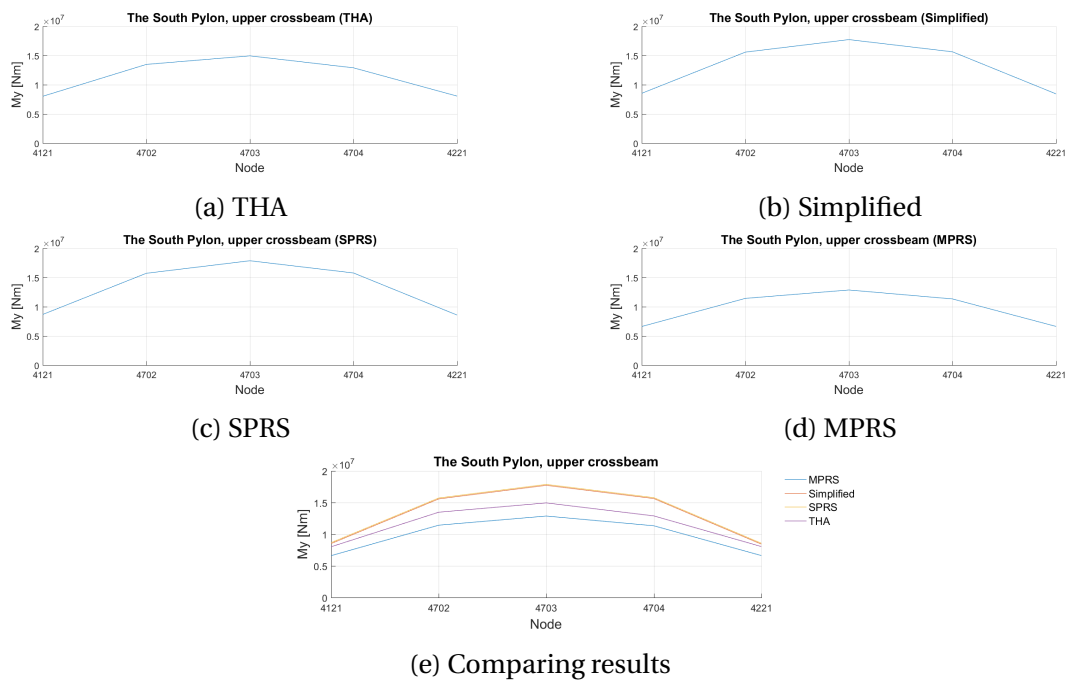 The South Pylon, upper crossbeam (THA)
×10^7
2
1.5
1
0.5
0
My [Nm]
4121 4702 4703 4704 4221
Node
(a) THA
The South Pylon, upper crossbeam (Simplified)
×10^7
2
1.5
1
0.5
0
My [Nm]
4121 4702 4703 4704 4221
Node
(b) Simplified
The South Pylon, upper crossbeam (SPRS)
×10^7
2
1.5
1
0.5
0
My [Nm]
4121 4702 4703 4704 4221
Node
(c) SPRS
The South Pylon, upper crossbeam (MPRS)
×10^7
2
1.5
1
0.5
0
My [Nm]
4121 4702 4703 4704 4221
Node
(d) MPRS
The South Pylon, upper crossbeam
×10^7
2
1.5
1
0.5
0
My [Nm]
4121 4702 4703 4704 4221
Node
MPRS
Simplified
SPRS
THA
(e) Comparing results